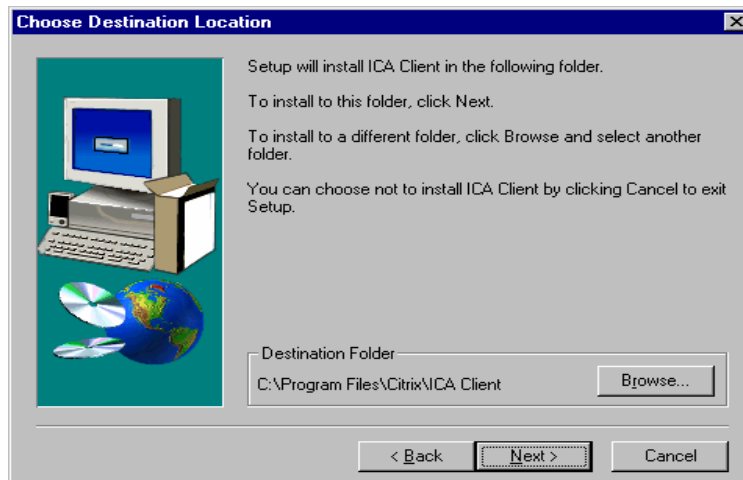 Choose Destination Location
Setup will install ICA Client in the following folder.
To install to this folder, click Next.
To install to a different folder, click Browse and select another
folder.
You can choose not to install ICA Client by clicking Cancel to exit
Setup.
Destination Folder
C:\Program Files\Citrix\ICA Client
Browse...
< Back
Next >
Cancel